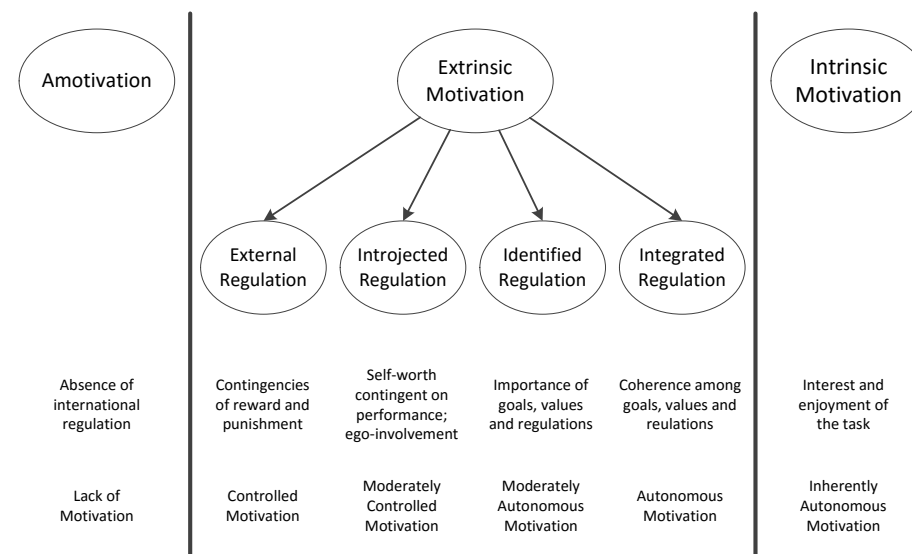 Amotivation
Extrinsic
Motivation
Intrinsic
Motivation
External
Regulation
Introjected
Regulation
Identified
Regulation
Integrated
Regulation
Absence of
international
regulation
Contingencies
of reward and
punishment
Self-worth
contingent on
performance;
ego-involvement
Importance of
goals, values
and regulations
Coherence among
goals, values and
reulations
Interest and
enjoyment of
the task
Lack of
Motivation
Controlled
Motivation
Moderately
Controlled
Motivation
Moderately
Autonomous
Motivation
Autonomous
Motivation
Inherently
Autonomous
Motivation